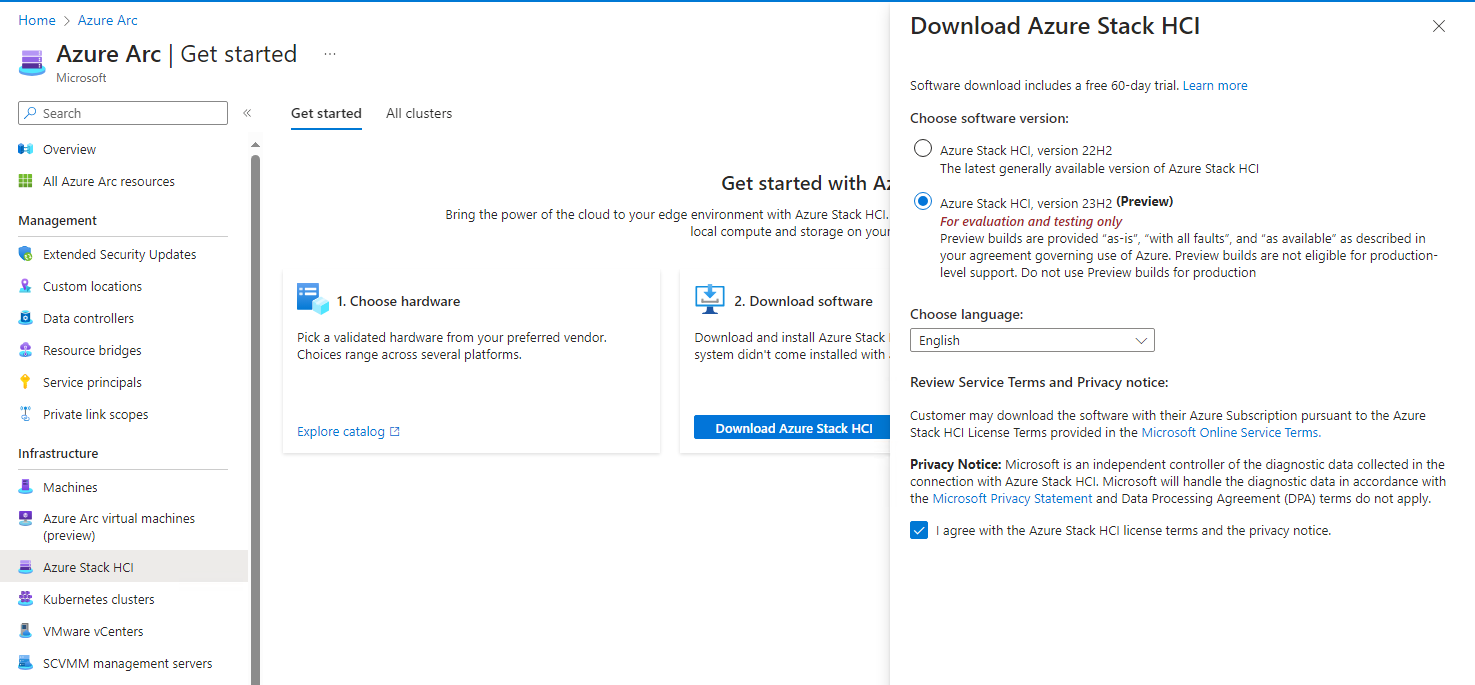 Home > Azure Arc
Azure Arc | Get started ...
Microsoft
Search
«
Overview
All Azure Arc resources
Management
Extended Security Updates
Custom locations
Data controllers
Resource bridges
Service principals
Private link scopes
Infrastructure
Machines
Azure Arc virtual machines
(preview)
Azure Stack HCI
Kubernetes clusters
VMware vCenters
SCVMM management servers
Get started All clusters
Get started with Az
Bring the power of the cloud to your edge environment with Azure Stack HCI.
local compute and storage on your
1. Choose hardware
Pick a validated hardware from your preferred vendor.
Choices range across several platforms.
Explore catalog
2. Download software
Download and install Azure Stack
system didn't come installed with
Download Azure Stack HCI
Download Azure Stack HCI
Software download includes a free 60-day trial. Learn more
Choose software version:
Azure Stack HCI, version 22H2
The latest generally available version of Azure Stack HCI
Azure Stack HCI, version 23H2 (Preview)
For evaluation and testing only
Preview builds are provided “as-is”, “with all faults”, and “as available” as described in
your agreement governing use of Azure. Preview builds are not eligible for production-
level support. Do not use Preview builds for production
Choose language:
English
Review Service Terms and Privacy notice:
Customer may download the software with their Azure Subscription pursuant to the Azure
Stack HCI License Terms provided in the Microsoft Online Service Terms.
Privacy Notice: Microsoft is an independent controller of the diagnostic data collected in the
connection with Azure Stack HCI. Microsoft will handle the diagnostic data in accordance with
the Microsoft Privacy Statement and Data Processing Agreement (DPA) terms do not apply.
I agree with the Azure Stack HCI license terms and the privacy notice.